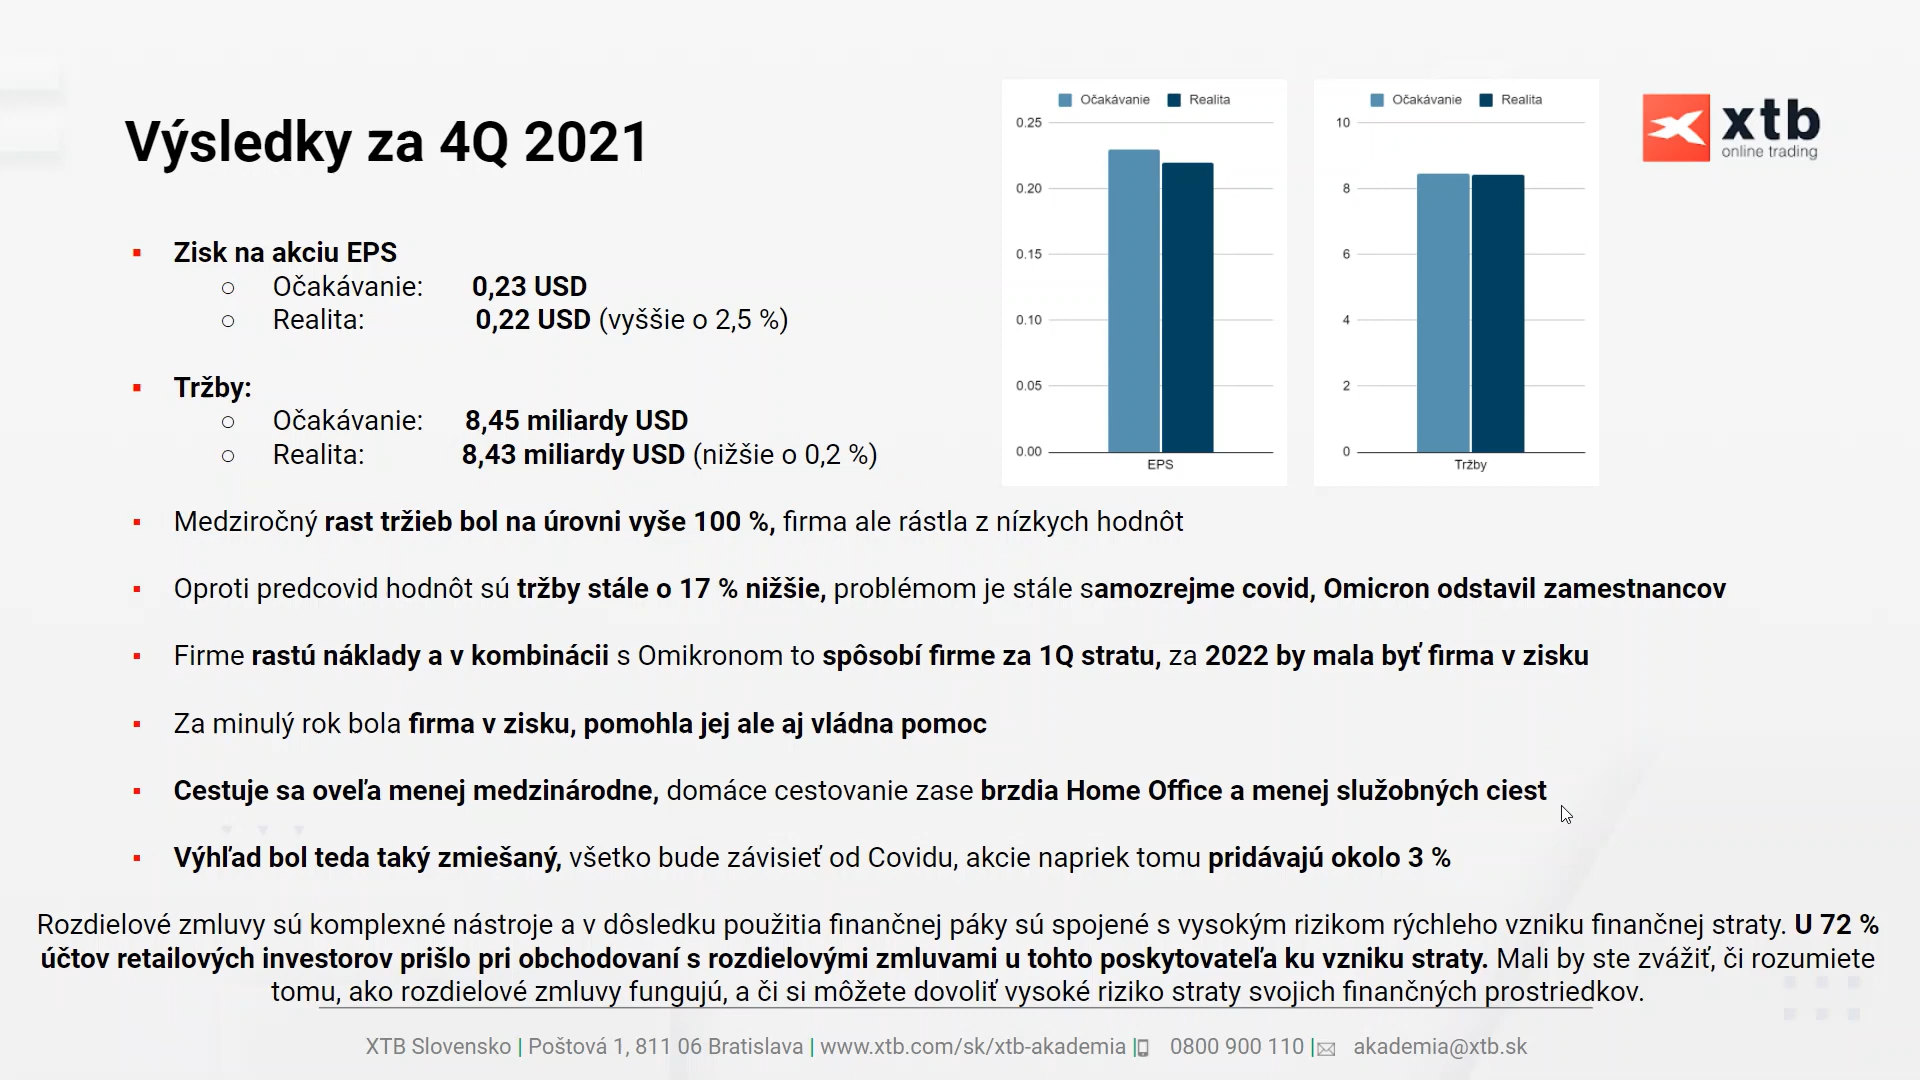 Výsledky za 4Q 2021
▪ Zisk na akciu EPS
○ Očakávanie: 0,23 USD
○ Realita: 0,22 USD (vyššie o 2,5 %)
▪ Tržby:
○ Očakávanie: 8,45 miliardy USD
○ Realita: 8,43 miliardy USD (nižšie o 0,2 %)
Očakávanie Realita
0.25
0.20
0.15
0.10
0.05
0.00
EPS
Očakávanie Realita
10
8
6
4
2
0
Tržby
xtb
online trading
▪ Medziročný rast tržieb bol na úrovni vyše 100 %, firma ale rástla z nízkych hodnôt
▪ Oproti predcovid hodnôt sú tržby stále o 17 % nižšie, problémom je stále samozrejme covid, Omicron odstavil zamestnancov
▪ Firme rastú náklady a v kombinácii s Omikronom to spôsobí firme za 1Q stratu, za 2022 by mala byť firma v zisku
▪ Za minulý rok bola firma v zisku, pomohla jej ale aj vládna pomoc
▪ Cestuje sa oveľa menej medzinárodne, domáce cestovanie zase brzdia Home Office a menej služobných ciest
▪ Výhľad bol teda taký zmiešaný, všetko bude závisieť od Covidu, akcie napriek tomu pridávajú okolo 3 %
Rozdielové zmluvy sú komplexné nástroje a v dôsledku použitia finančnej páky sú spojené s vysokým rizikom rýchleho vzniku finančnej straty. U 72 %
účtov retailových investorov prišlo pri obchodovaní s rozdielovými zmluvami u tohto poskytovateľa ku vzniku straty. Mali by ste zvážiť, či rozumiete
tomu, ako rozdielové zmluvy fungujú, a či si môžete dovoliť vysoké riziko straty svojich finančných prostriedkov.
XTB Slovensko | Poštová 1, 811 06 Bratislava | www.xtb.com/sk/xtb-akademia | 0800 900 110 | akademia@xtb.sk